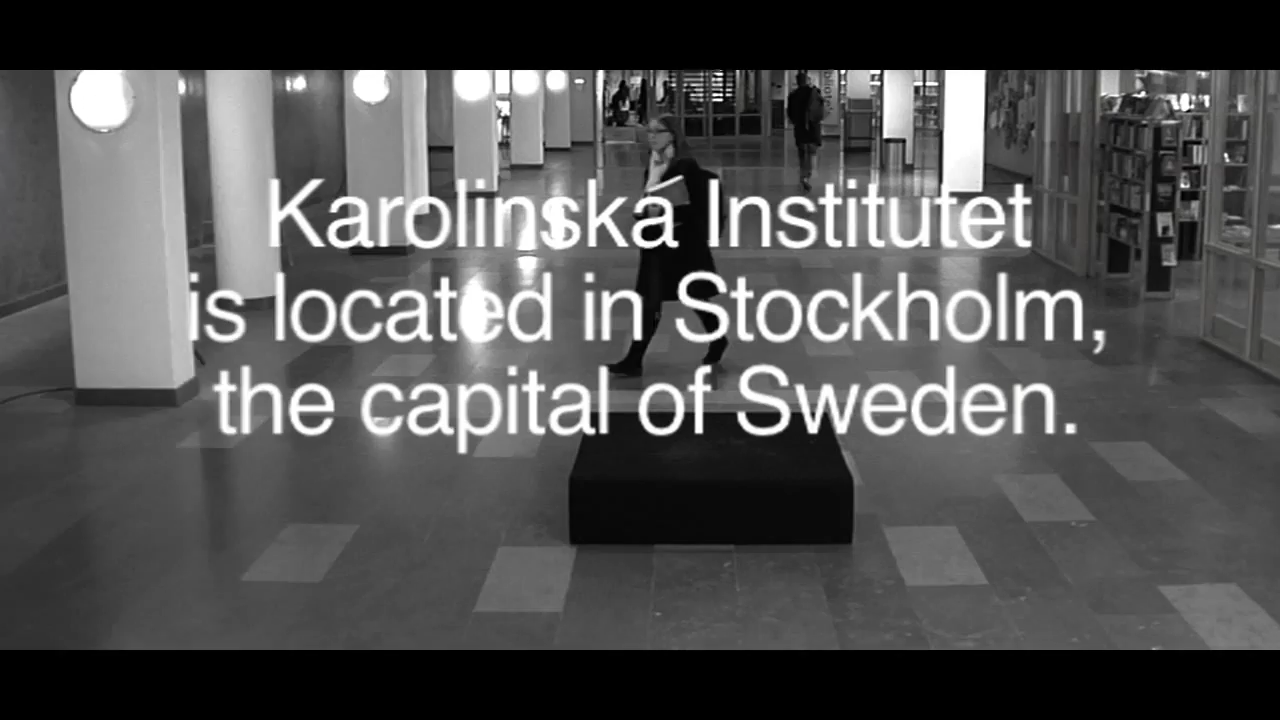 Karolinska Institutet
is located in Stockholm,
the capital of Sweden.